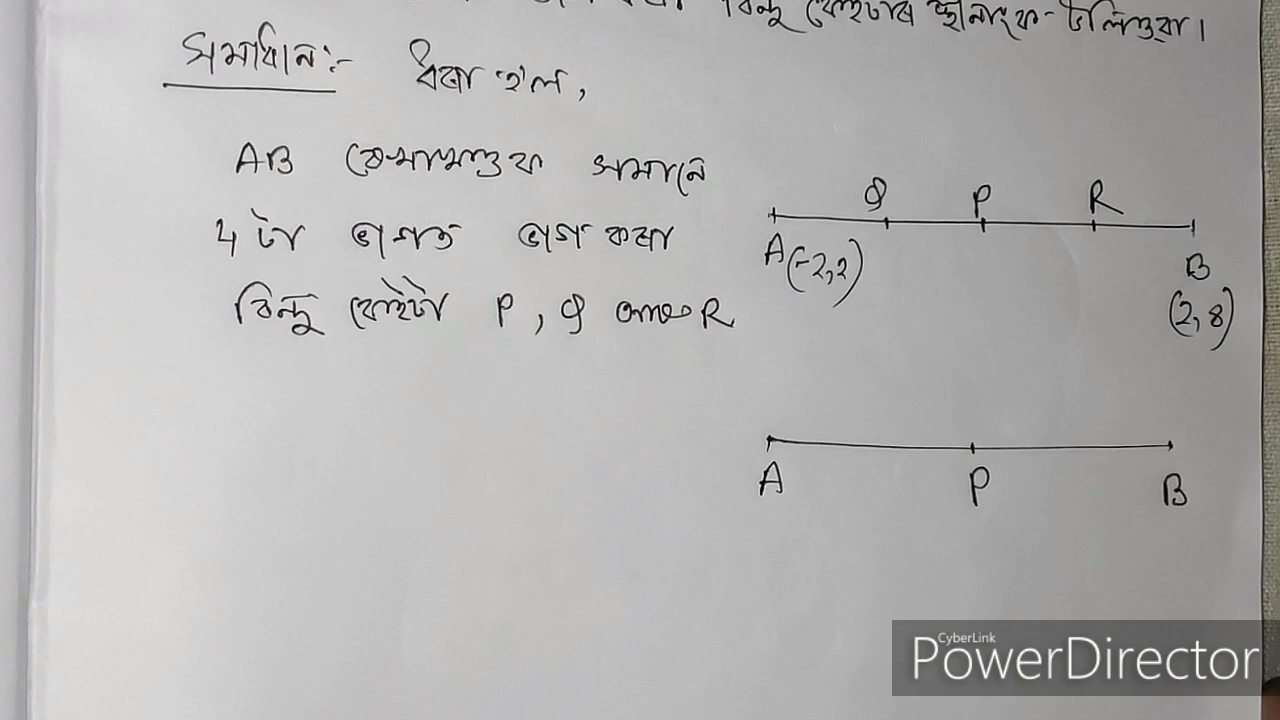 বিন্দু কেইটাৰ স্থানাংক উলিওৱা।
সমাধান :- ধৰা হ'ল,
AB ৰেখাখণ্ডক সমানে
4 টা ভাগত ভাগ কৰা
বিন্দু কেইটা P, Q আৰু R
Q P R
A(-2,2)
B
(2,8)
A P B
CyberLink
PowerDirector